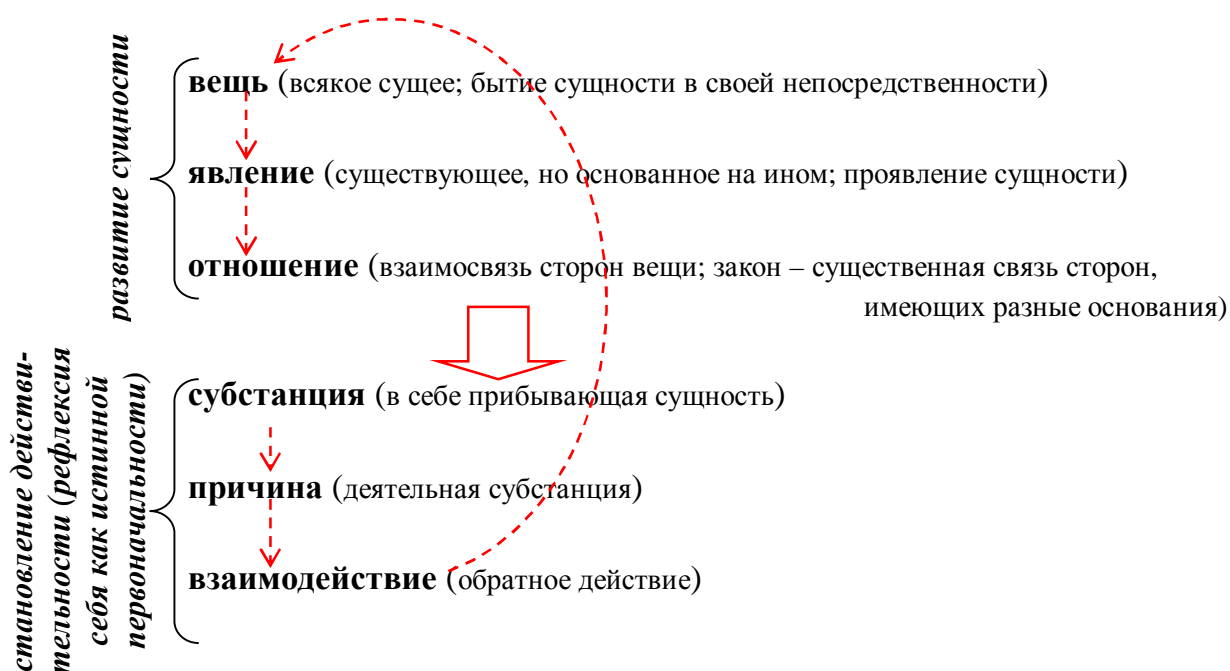 развитие сущности
вещь (всякое сущее; бытие сущности в своей непосредственности)
явление (существующее, но основанное на ином; проявление сущности)
отношение (взаимосвязь сторон вещи; закон – существенная связь сторон,
имеющих разные основания)
становление действи-
тельности (рефлексия
себя как истинной
первоначальности)
субстанция (в себе прибывающая сущность)
причина (деятельная субстанция)
взаимодействие (обратное действие)